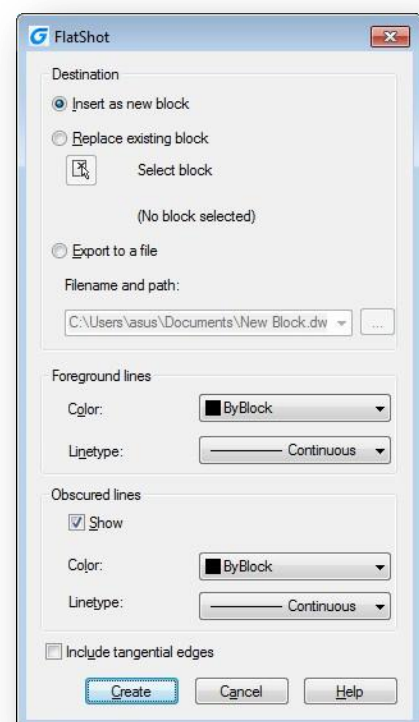 FlatShot
Destination
Insert as new block
Replace existing block
Select block
(No block selected)
Export to a file
Filename and path:
C:\Users\asus\Documents\New Block.dw
...
Foreground lines
Color:
ByBlock
Linetype:
Continuous
Obscured lines
Show
Color:
ByBlock
Linetype:
Continuous
Include tangential edges
Create
Cancel
Help